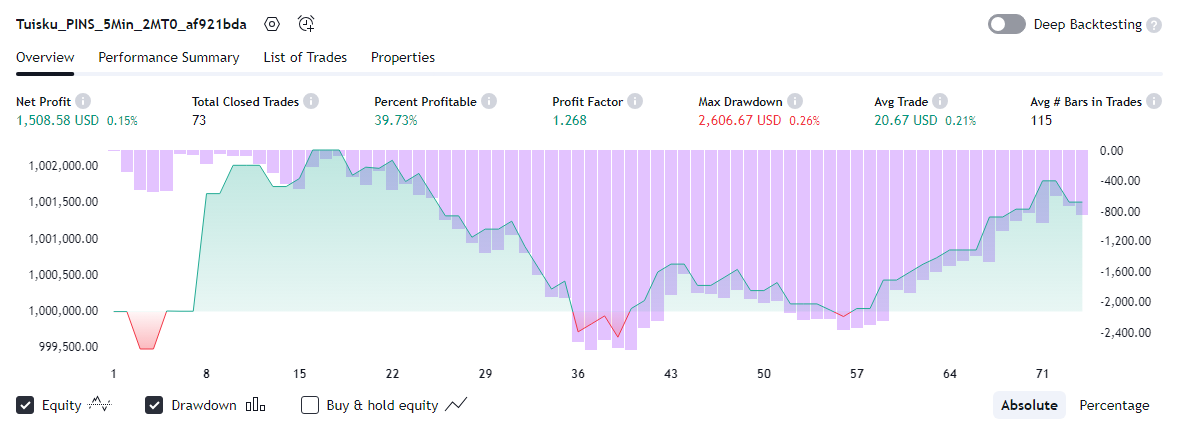 Tuisku_PINS_5Min_2MT0_af921bda Deep Backtesting ?
Overview Performance Summary List of Trades Properties
Net Profit i Total Closed Trades i Percent Profitable i Profit Factor i Max Drawdown i Avg Trade i Avg # Bars in Trades i
1,508.58 USD 0.15% 73 39.73% 1.268 2,606.67 USD 0.26% 20.67 USD 0.21% 115
1,002,000.00 0.00
1,001,500.00 -400.00
1,001,000.00 -800.00
1,000,500.00 -1,200.00
1,000,000.00 -1,600.00
999,500.00 -2,000.00
-2,400.00
1 8 15 22 29 36 43 50 57 64 71
Equity Drawdown Buy & hold equity Absolute Percentage